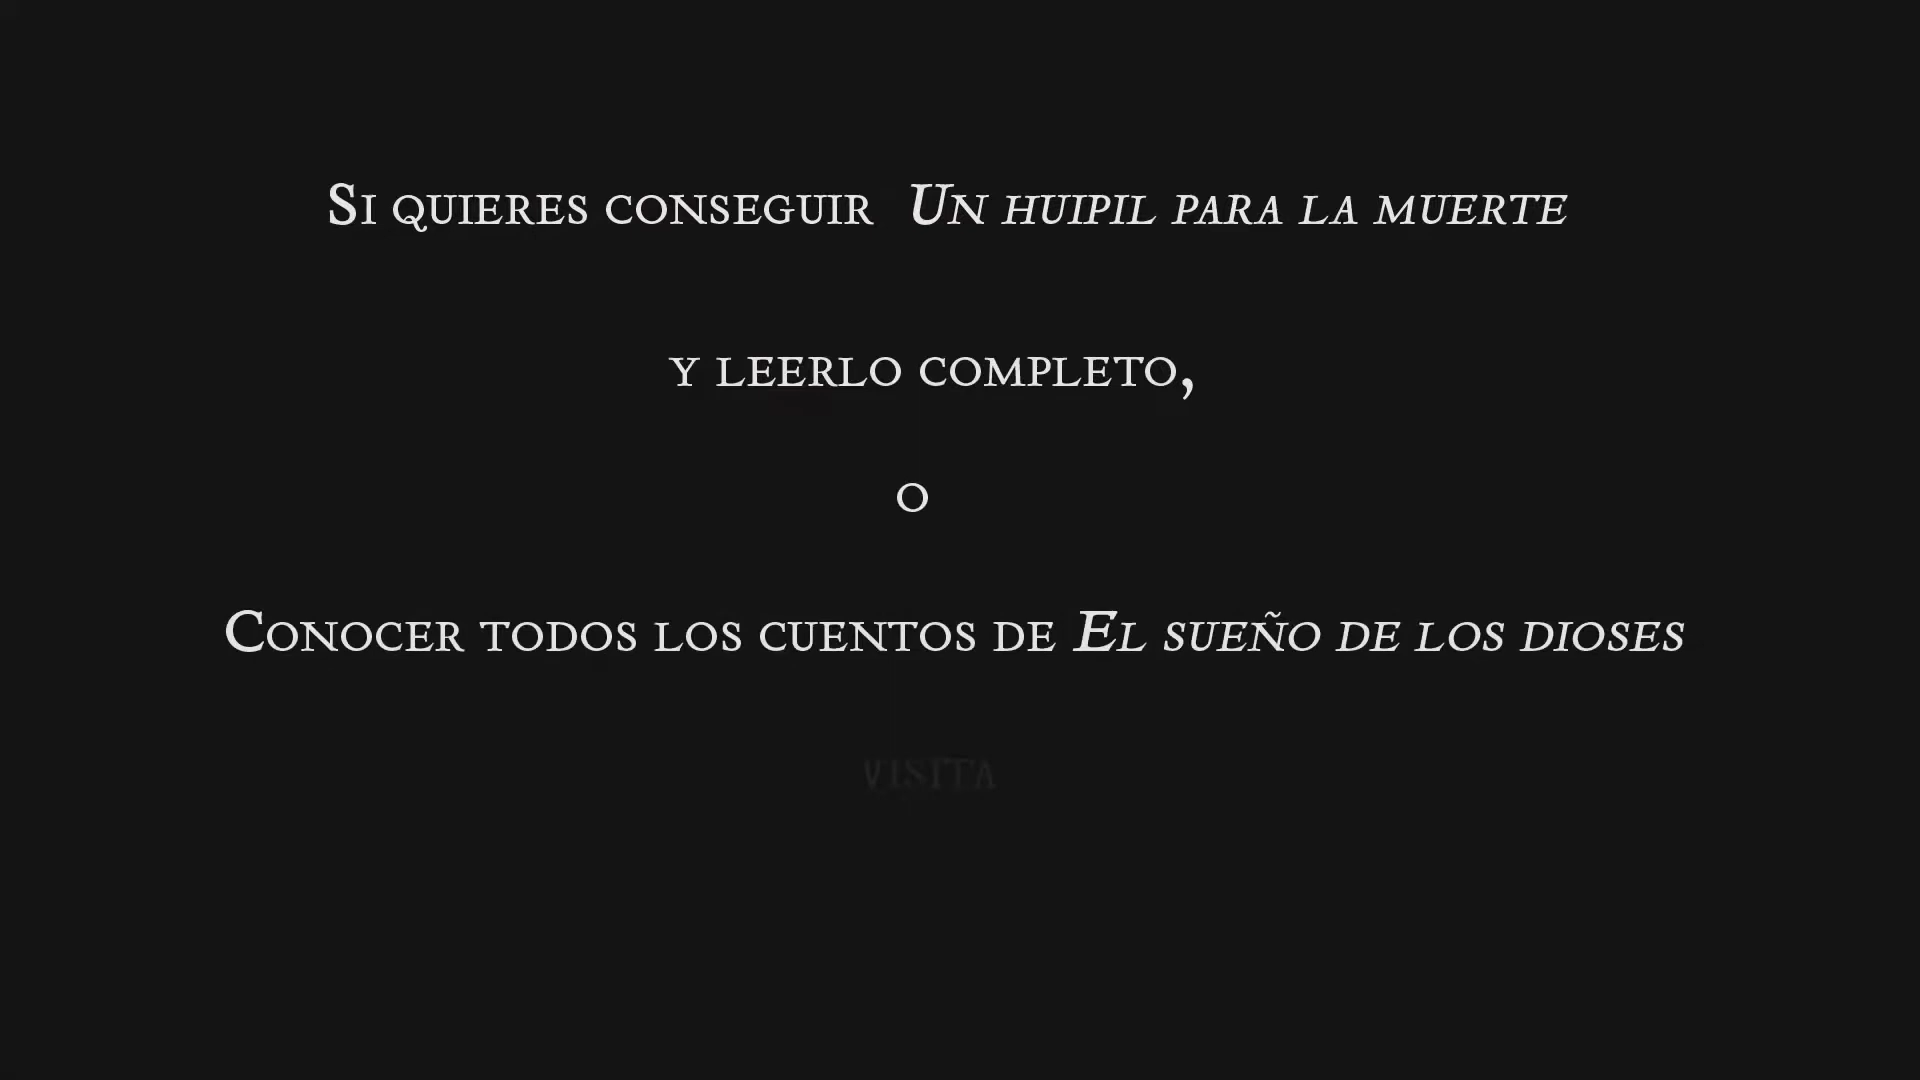 Si quieres conseguir Un huipil para la muerte
y leerlo completo,
o
Conocer todos los cuentos de El sueño de los dioses
VISITA